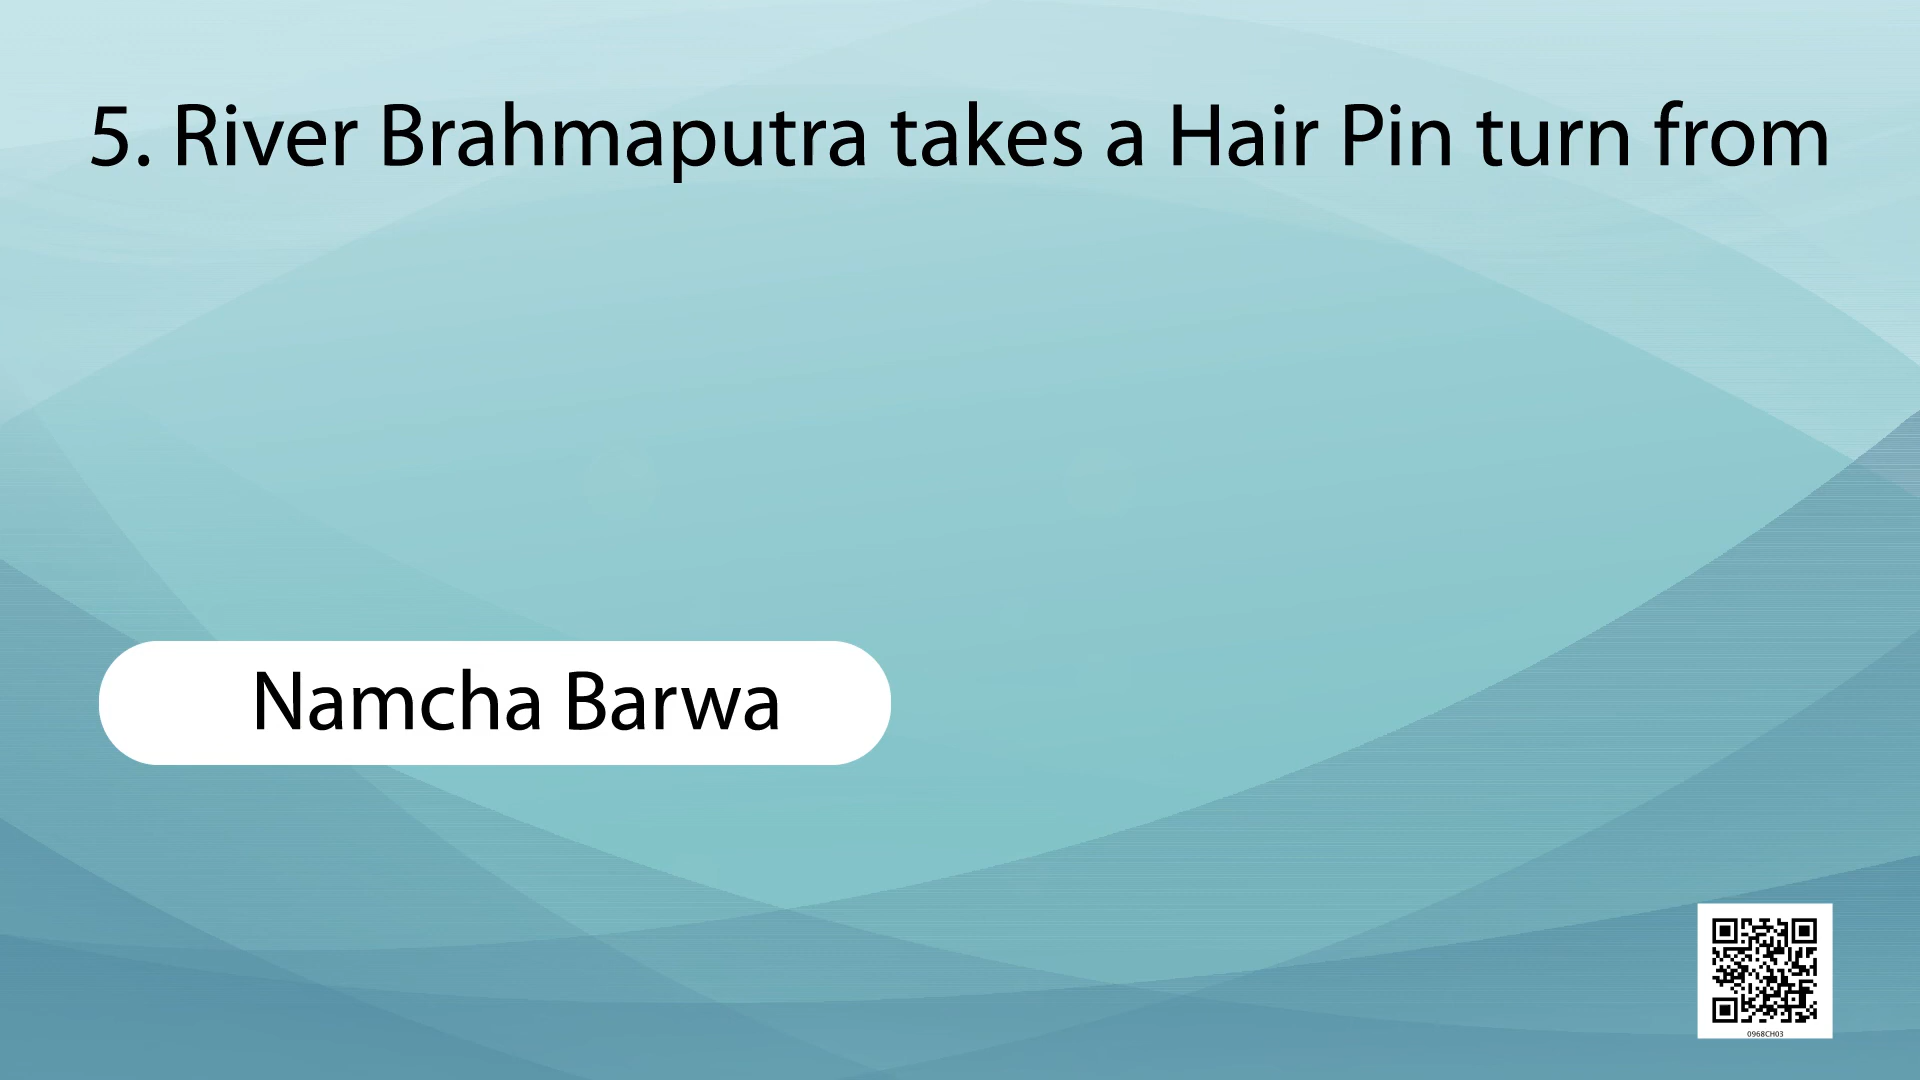 5. River Brahmaputra takes a Hair Pin turn from
Namcha Barwa
0968CH03